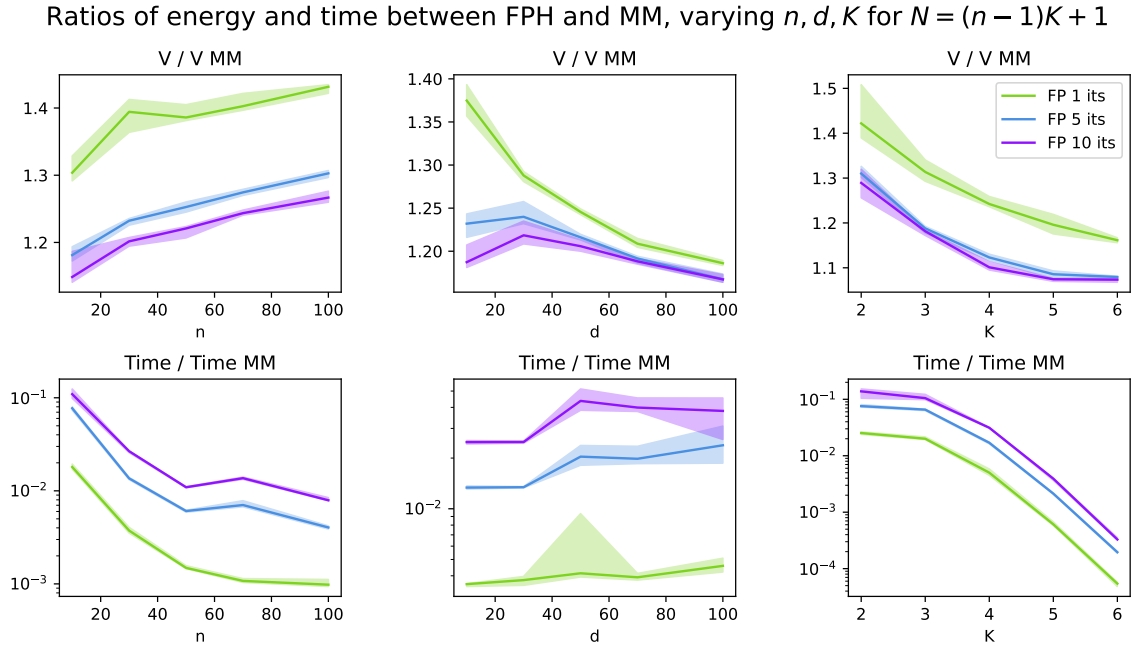 Ratios of energy and time between FPH and MM, varying n, d, K for N = (n − 1)K + 1
V / V MM
1.4
1.3
1.2
20 40 60 80 100
n
V / V MM
1.40
1.35
1.30
1.25
1.20
20 40 60 80 100
d
V / V MM
1.5
1.4
1.3
1.2
1.1
2 3 4 5 6
K
FP 1 its
FP 5 its
FP 10 its
Time / Time MM
10⁻¹
10⁻²
10⁻³
20 40 60 80 100
n
Time / Time MM
10⁻²
20 40 60 80 100
d
Time / Time MM
10⁻¹
10⁻²
10⁻³
10⁻⁴
2 3 4 5 6
K